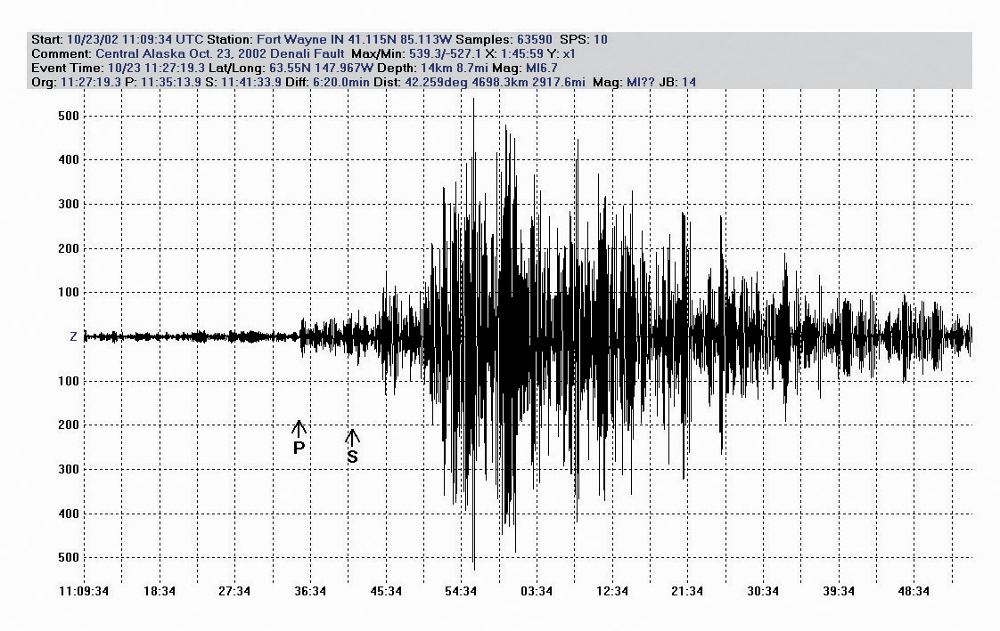 Start: 10/23/02 11:09:34 UTC Station: Fort Wayne IN 41.115N 85.113W Samples: 63590 SPS: 10
Comment: Central Alaska Oct. 23, 2002 Denali Fault Max/Min: 539.3/-527.1 X: 1:45:59 Y: x1
Event Time: 10/23 11:27:19.3 Lat/Long: 63.55N 147.967W Depth: 14km 8.7mi Mag: Ml6.7
Org: 11:27:19.3 P: 11:35:13.9 S: 11:41:33.9 Diff: 6:20.0min Dist: 42.259deg 4698.3km 2917.6mi Mag: Ml?? JB: 14
500
400
300
200
100
Z
100
200
P
S
300
400
500
11:09:34 18:34 27:34 36:34 45:34 54:34 03:34 12:34 21:34 30:34 39:34 48:34